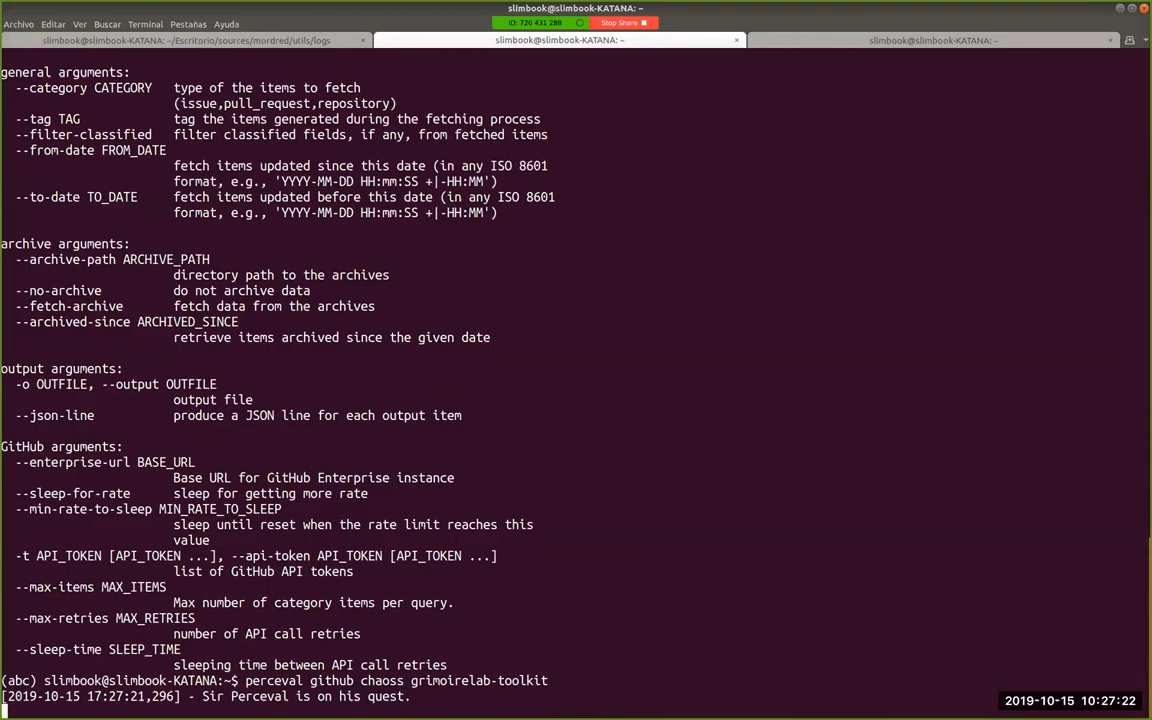 slimbook@slimbook-KATANA: ~
Archivo Editar Ver Buscar Terminal Pestañas Ayuda
ID: 720 431 288 Stop Share
slimbook@slimbook-KATANA: ~/Escritorio/sources/mordred/utils/logs × slimbook@slimbook-KATANA: ~ × slimbook@slimbook-KATANA: ~ ×
general arguments:
--category CATEGORY type of the items to fetch
(issue,pull_request,repository)
--tag TAG tag the items generated during the fetching process
--filter-classified filter classified fields, if any, from fetched items
--from-date FROM_DATE
fetch items updated since this date (in any ISO 8601
format, e.g., 'YYYY-MM-DD HH:mm:SS +|-HH:MM')
--to-date TO_DATE fetch items updated before this date (in any ISO 8601
format, e.g., 'YYYY-MM-DD HH:mm:SS +|-HH:MM')
archive arguments:
--archive-path ARCHIVE_PATH
directory path to the archives
--no-archive do not archive data
--fetch-archive fetch data from the archives
--archived-since ARCHIVED_SINCE
retrieve items archived since the given date
output arguments:
-o OUTFILE, --output OUTFILE
output file
--json-line produce a JSON line for each output item
GitHub arguments:
--enterprise-url BASE_URL
Base URL for GitHub Enterprise instance
--sleep-for-rate sleep for getting more rate
--min-rate-to-sleep MIN_RATE_TO_SLEEP
sleep until reset when the rate limit reaches this
value
-t API_TOKEN [API_TOKEN ...], --api-token API_TOKEN [API_TOKEN ...]
list of GitHub API tokens
--max-items MAX_ITEMS
Max number of category items per query.
--max-retries MAX_RETRIES
number of API call retries
--sleep-time SLEEP_TIME
sleeping time between API call retries
(abc) slimbook@slimbook-KATANA:~$ perceval github chaoss grimoirelab-toolkit
[2019-10-15 17:27:21,296] - Sir Perceval is on his quest.
2019-10-15 10:27:22